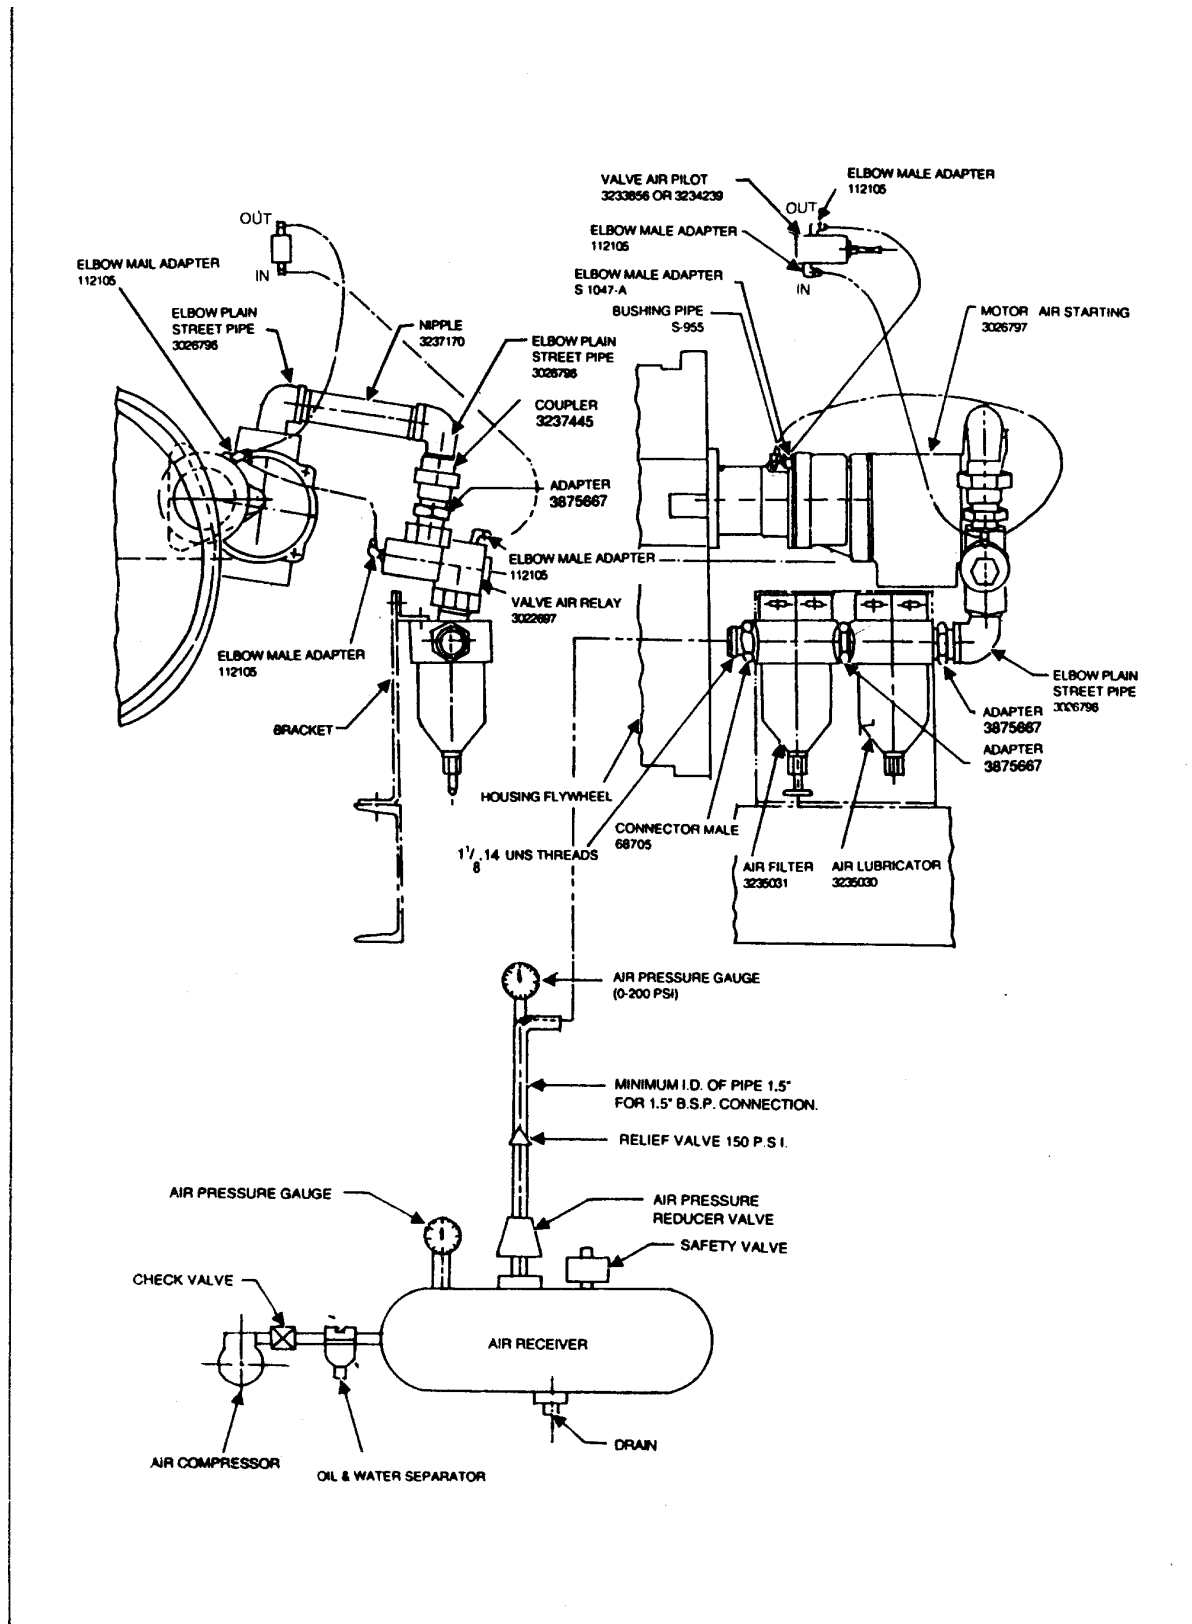 OUT
IN
ELBOW MAIL ADAPTER
112105
ELBOW PLAIN
STREET PIPE
3026796
NIPPLE
3237170
ELBOW PLAIN
STREET PIPE
3026796
COUPLER
3237445
ADAPTER
3875667
ELBOW MALE ADAPTER
112105
VALVE AIR RELAY
3022697
ELBOW MALE ADAPTER
112105
BRACKET
VALVE AIR PILOT
3233856 OR 3234239
ELBOW MALE ADAPTER
112105
OUT
ELBOW MALE ADAPTER
112105
IN
ELBOW MALE ADAPTER
S 1047-A
BUSHING PIPE
S-955
MOTOR AIR STARTING
3026797
ELBOW PLAIN
STREET PIPE
3026796
ADAPTER
3875667
ADAPTER
3875667
HOUSING FLYWHEEL
1 1/8 .14 UNS THREADS
CONNECTOR MALE
68705
AIR FILTER
3235031
AIR LUBRICATOR
3235030
AIR PRESSURE GAUGE
(0-200 PSI)
MINIMUM I.D. OF PIPE 1.5"
FOR 1.5" B.S.P. CONNECTION.
RELIEF VALVE 150 P.S.I.
AIR PRESSURE GAUGE
AIR PRESSURE
REDUCER VALVE
SAFETY VALVE
CHECK VALVE
AIR RECEIVER
DRAIN
AIR COMPRESSOR
OIL & WATER SEPARATOR